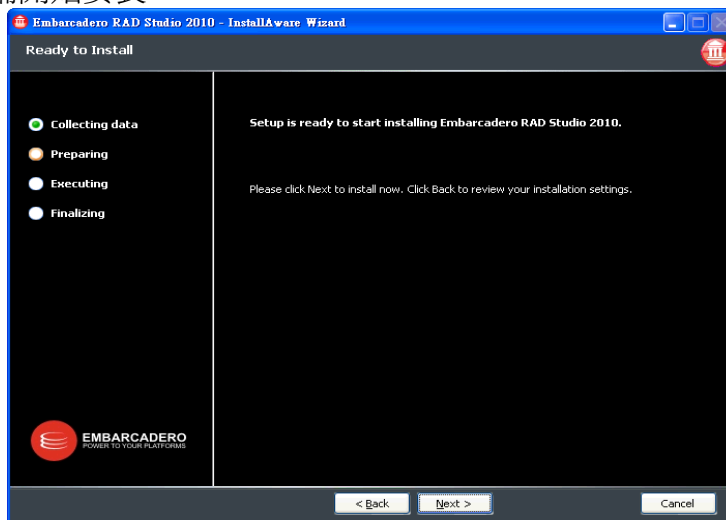 Embarcadero RAD Studio 2010 - InstallAware Wizard
Ready to Install
Collecting data
Preparing
Executing
Finalizing
Setup is ready to start installing Embarcadero RAD Studio 2010.
Please click Next to install now. Click Back to review your installation settings.
EMBARCADERO
POWER TO YOUR PLATFORMS
< Back
Next >
Cancel